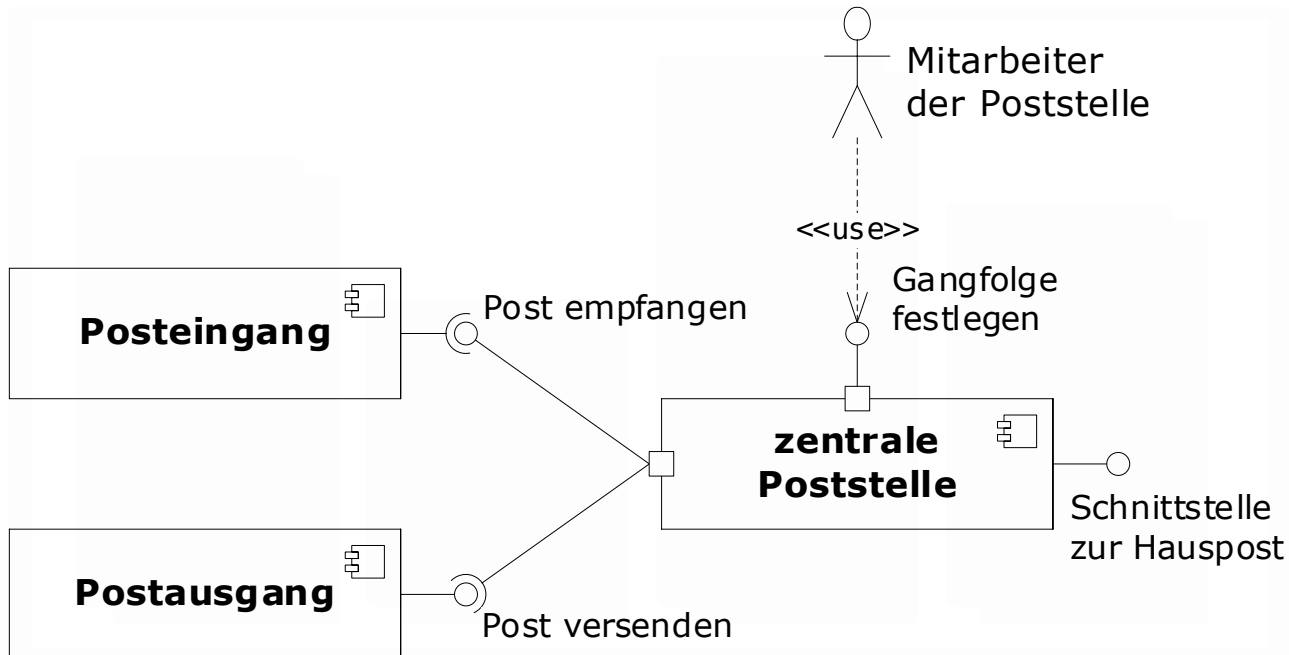 Mitarbeiter
der Poststelle
<<use>>
Gangfolge
festlegen
Posteingang
Post empfangen
zentrale
Poststelle
Schnittstelle
zur Hauspost
Postausgang
Post versenden